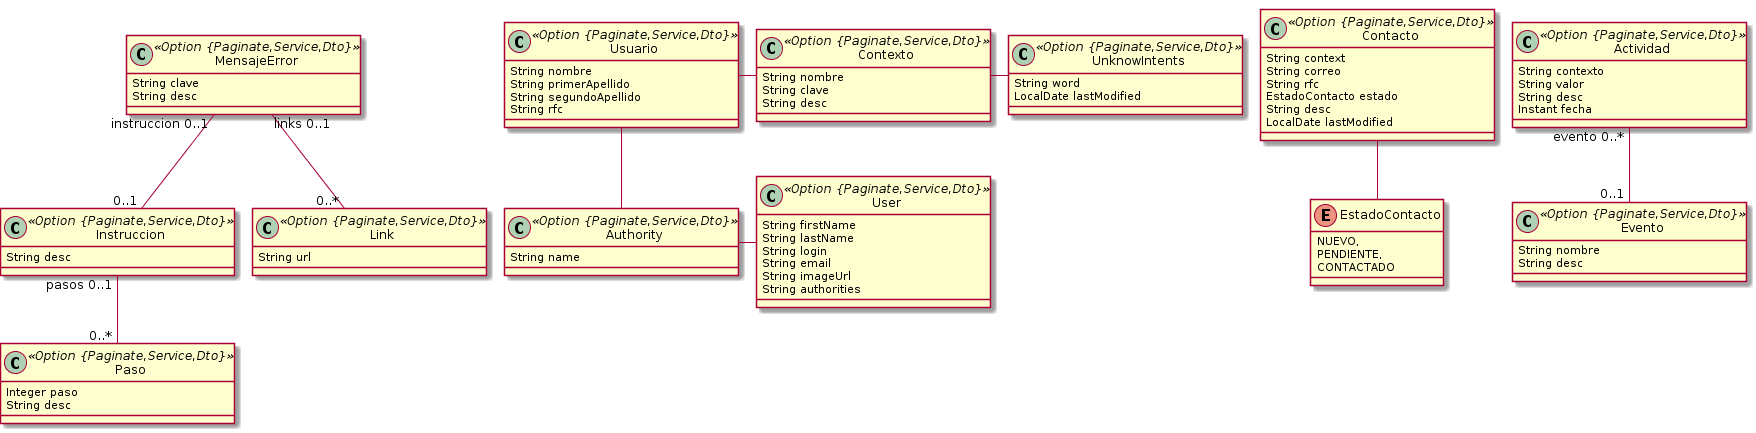 C «Option {Paginate,Service,Dto}»
MensajeError
String clave
String desc
instruccion 0..1
links 0..1
0..1
0..*
C «Option {Paginate,Service,Dto}»
Instruccion
String desc
pasos 0..1
0..*
C «Option {Paginate,Service,Dto}»
Paso
Integer paso
String desc
C «Option {Paginate,Service,Dto}»
Link
String url
C «Option {Paginate,Service,Dto}»
Usuario
String nombre
String primerApellido
String segundoApellido
String rfc
C «Option {Paginate,Service,Dto}»
Authority
String name
C «Option {Paginate,Service,Dto}»
Contexto
String nombre
String clave
String desc
C «Option {Paginate,Service,Dto}»
User
String firstName
String lastName
String login
String email
String imageUrl
String authorities
C «Option {Paginate,Service,Dto}»
UnknowIntents
String word
LocalDate lastModified
C «Option {Paginate,Service,Dto}»
Contacto
String context
String correo
String rfc
EstadoContacto estado
String desc
LocalDate lastModified
E EstadoContacto
NUEVO,
PENDIENTE,
CONTACTADO
C «Option {Paginate,Service,Dto}»
Actividad
String contexto
String valor
String desc
Instant fecha
evento 0..*
0..1
C «Option {Paginate,Service,Dto}»
Evento
String nombre
String desc